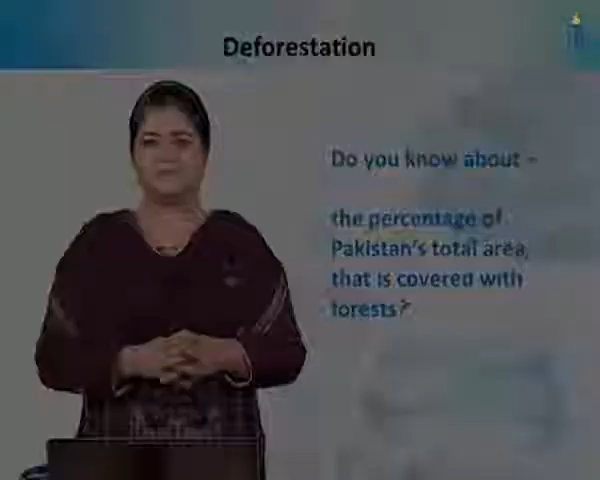 Deforestation
Do you know about –
the percentage of
Pakistan's total area,
that is covered with
forests?